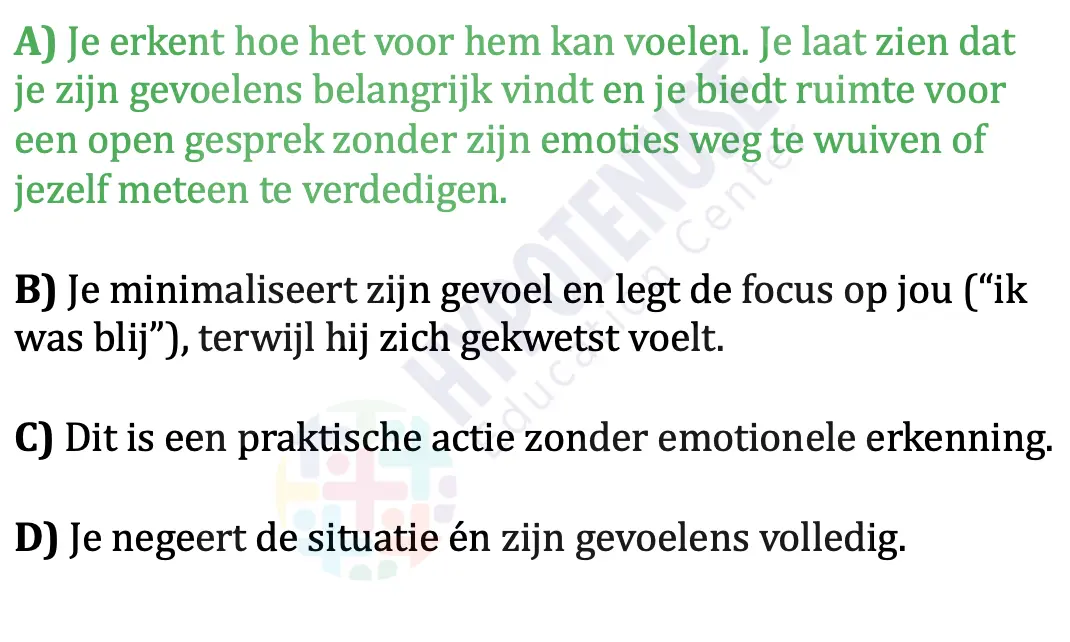 A) Je erkent hoe het voor hem kan voelen. Je laat zien dat
je zijn gevoelens belangrijk vindt en je biedt ruimte voor
een open gesprek zonder zijn emoties weg te wuiven of
jezelf meteen te verdedigen.
B) Je minimaliseert zijn gevoel en legt de focus op jou (“ik
was blij”), terwijl hij zich gekwetst voelt.
C) Dit is een praktische actie zonder emotionele erkenning.
D) Je negeert de situatie én zijn gevoelens volledig.
HYPOTENUSE
Education Center